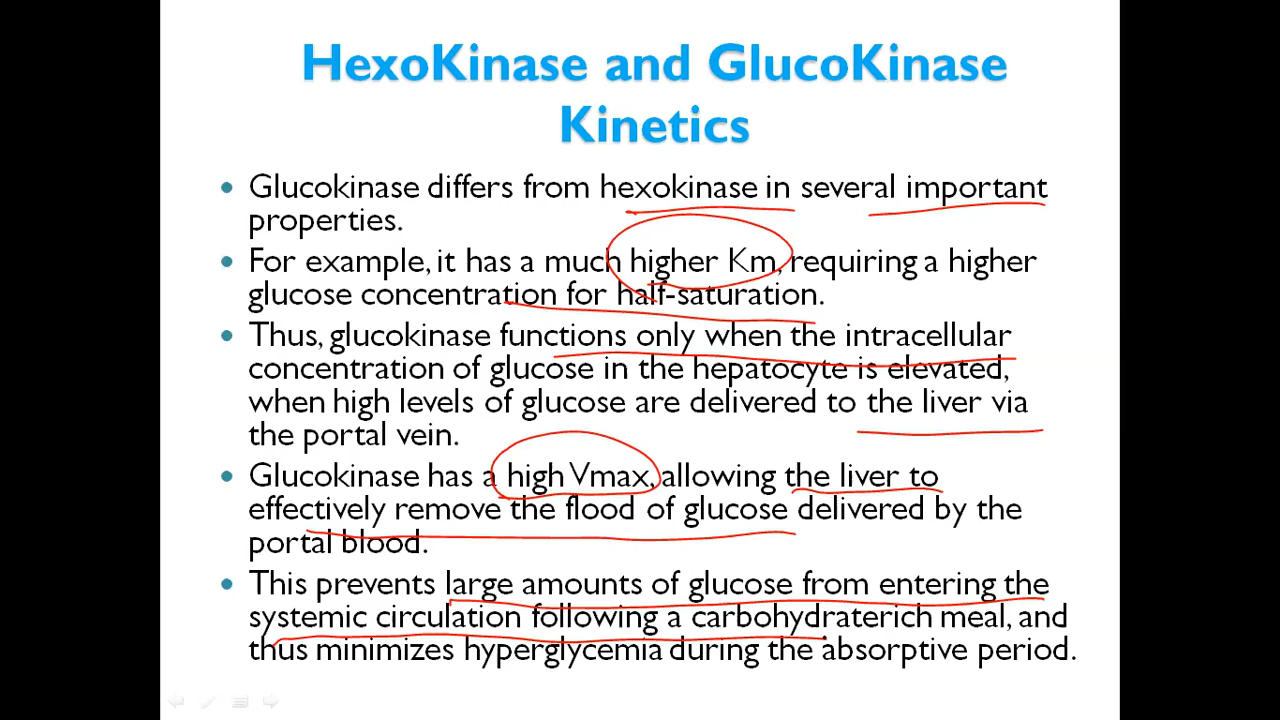 HexoKinase and GlucoKinase
Kinetics
• Glucokinase differs from hexokinase in several important
properties.
• For example, it has a much higher Km, requiring a higher
glucose concentration for half-saturation.
• Thus, glucokinase functions only when the intracellular
concentration of glucose in the hepatocyte is elevated,
when high levels of glucose are delivered to the liver via
the portal vein.
• Glucokinase has a high Vmax, allowing the liver to
effectively remove the flood of glucose delivered by the
portal blood.
• This prevents large amounts of glucose from entering the
systemic circulation following a carbohydraterich meal, and
thus minimizes hyperglycemia during the absorptive period.